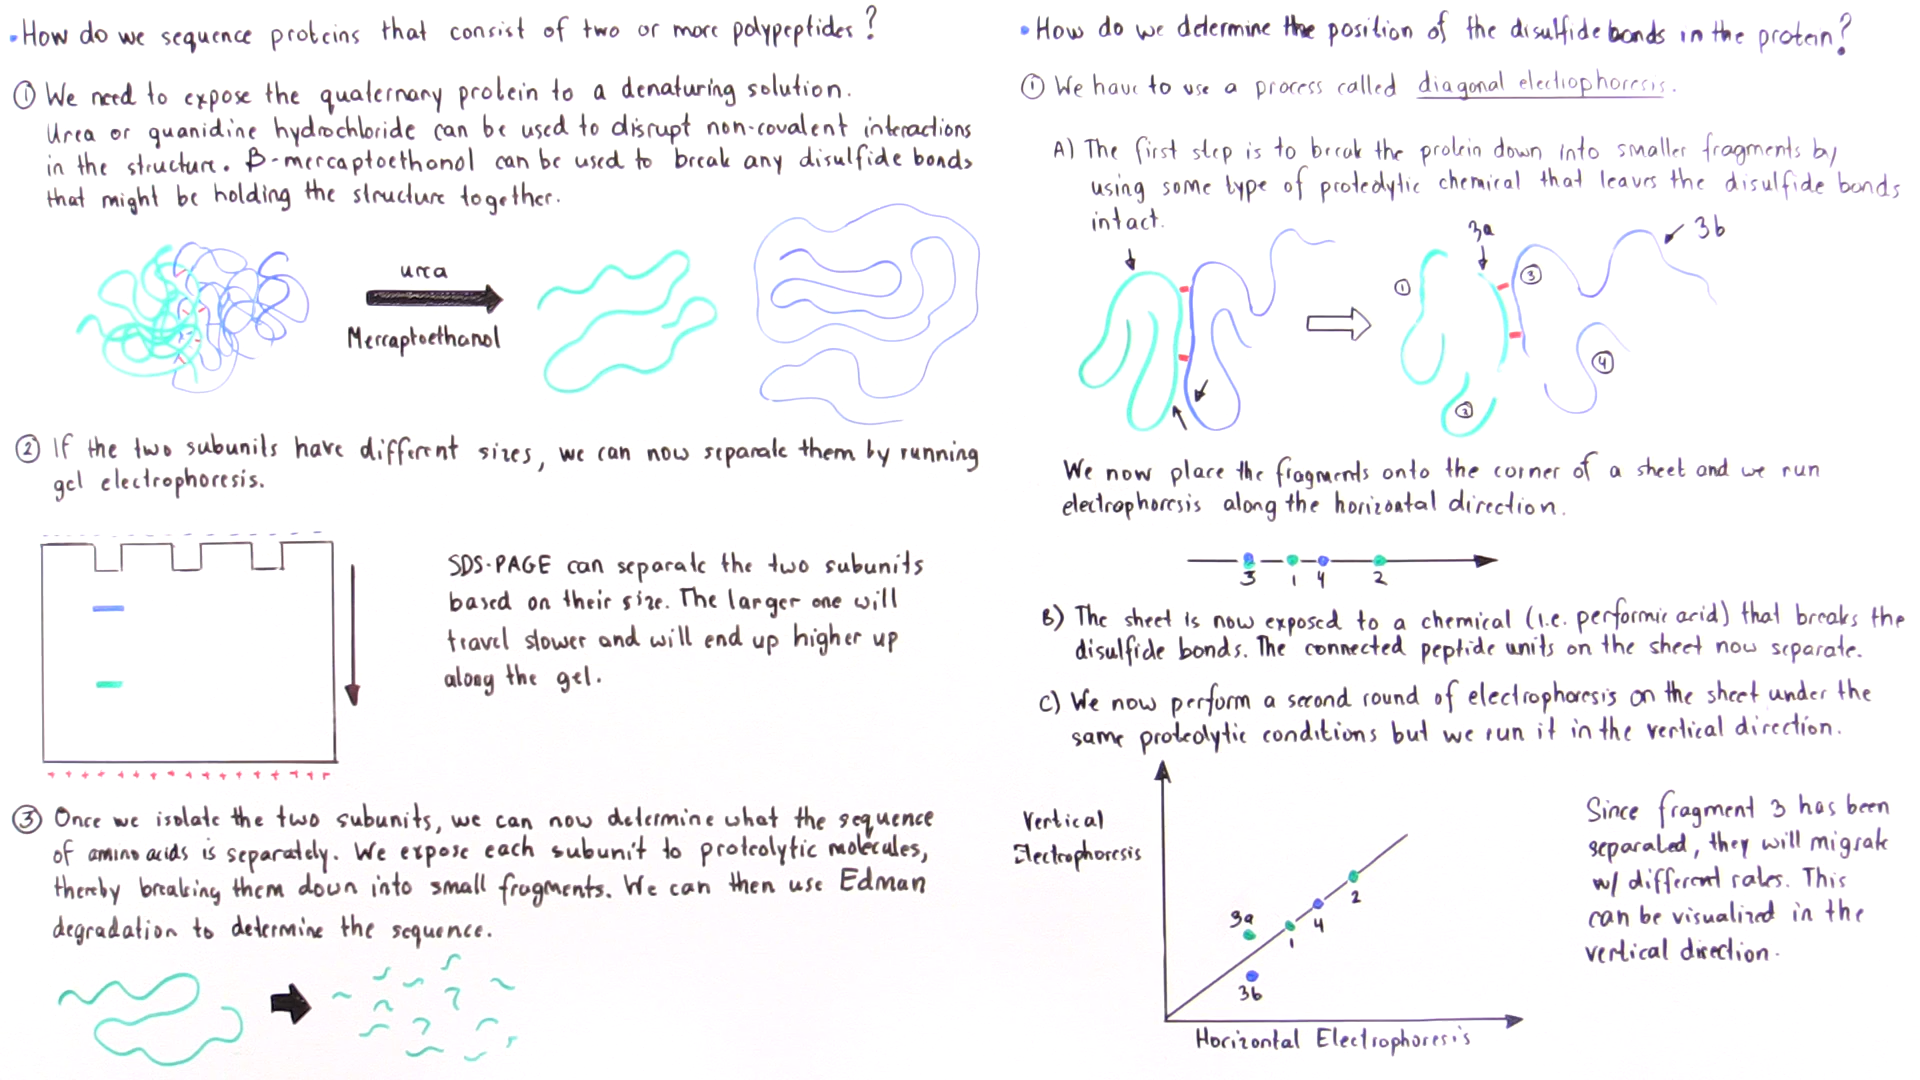 • How do we sequence proteins that consist of two or more polypeptides?
① We need to expose the quaternary protein to a denaturing solution.
Urea or guanidine hydrochloride can be used to disrupt non-covalent interactions
in the structure. β-mercaptoethanol can be used to break any disulfide bonds
that might be holding the structure together.
urea
Mercaptoethanol
② If the two subunits have different sizes, we can now separate them by running
gel electrophoresis.
SDS-PAGE can separate the two subunits
based on their size. The larger one will
travel slower and will end up higher up
along the gel.
+ + + + + + + + + + + + + + + + +
③ Once we isolate the two subunits, we can now determine what the sequence
of amino acids is separately. We expose each subunit to proteolytic molecules,
thereby breaking them down into small fragments. We can then use Edman
degradation to determine the sequence.
• How do we determine the position of the disulfide bonds in the protein?
① We have to use a process called diagonal electrophoresis.
A) The first step is to break the protein down into smaller fragments by
using some type of proteolytic chemical that leaves the disulfide bonds
intact.
3a
3b
①
③
④
②
We now place the fragments onto the corner of a sheet and we run
electrophoresis along the horizontal direction.
3 1 4 2
B) The sheet is now exposed to a chemical (i.e. performic acid) that breaks the
disulfide bonds. The connected peptide units on the sheet now separate.
C) We now perform a second round of electrophoresis on the sheet under the
same proteolytic conditions but we run it in the vertical direction.
Vertical
Electrophoresis
2
3a
4
1
3b
Horizontal Electrophoresis
Since fragment 3 has been
separated, they will migrate
w/ different rates. This
can be visualized in the
vertical direction.